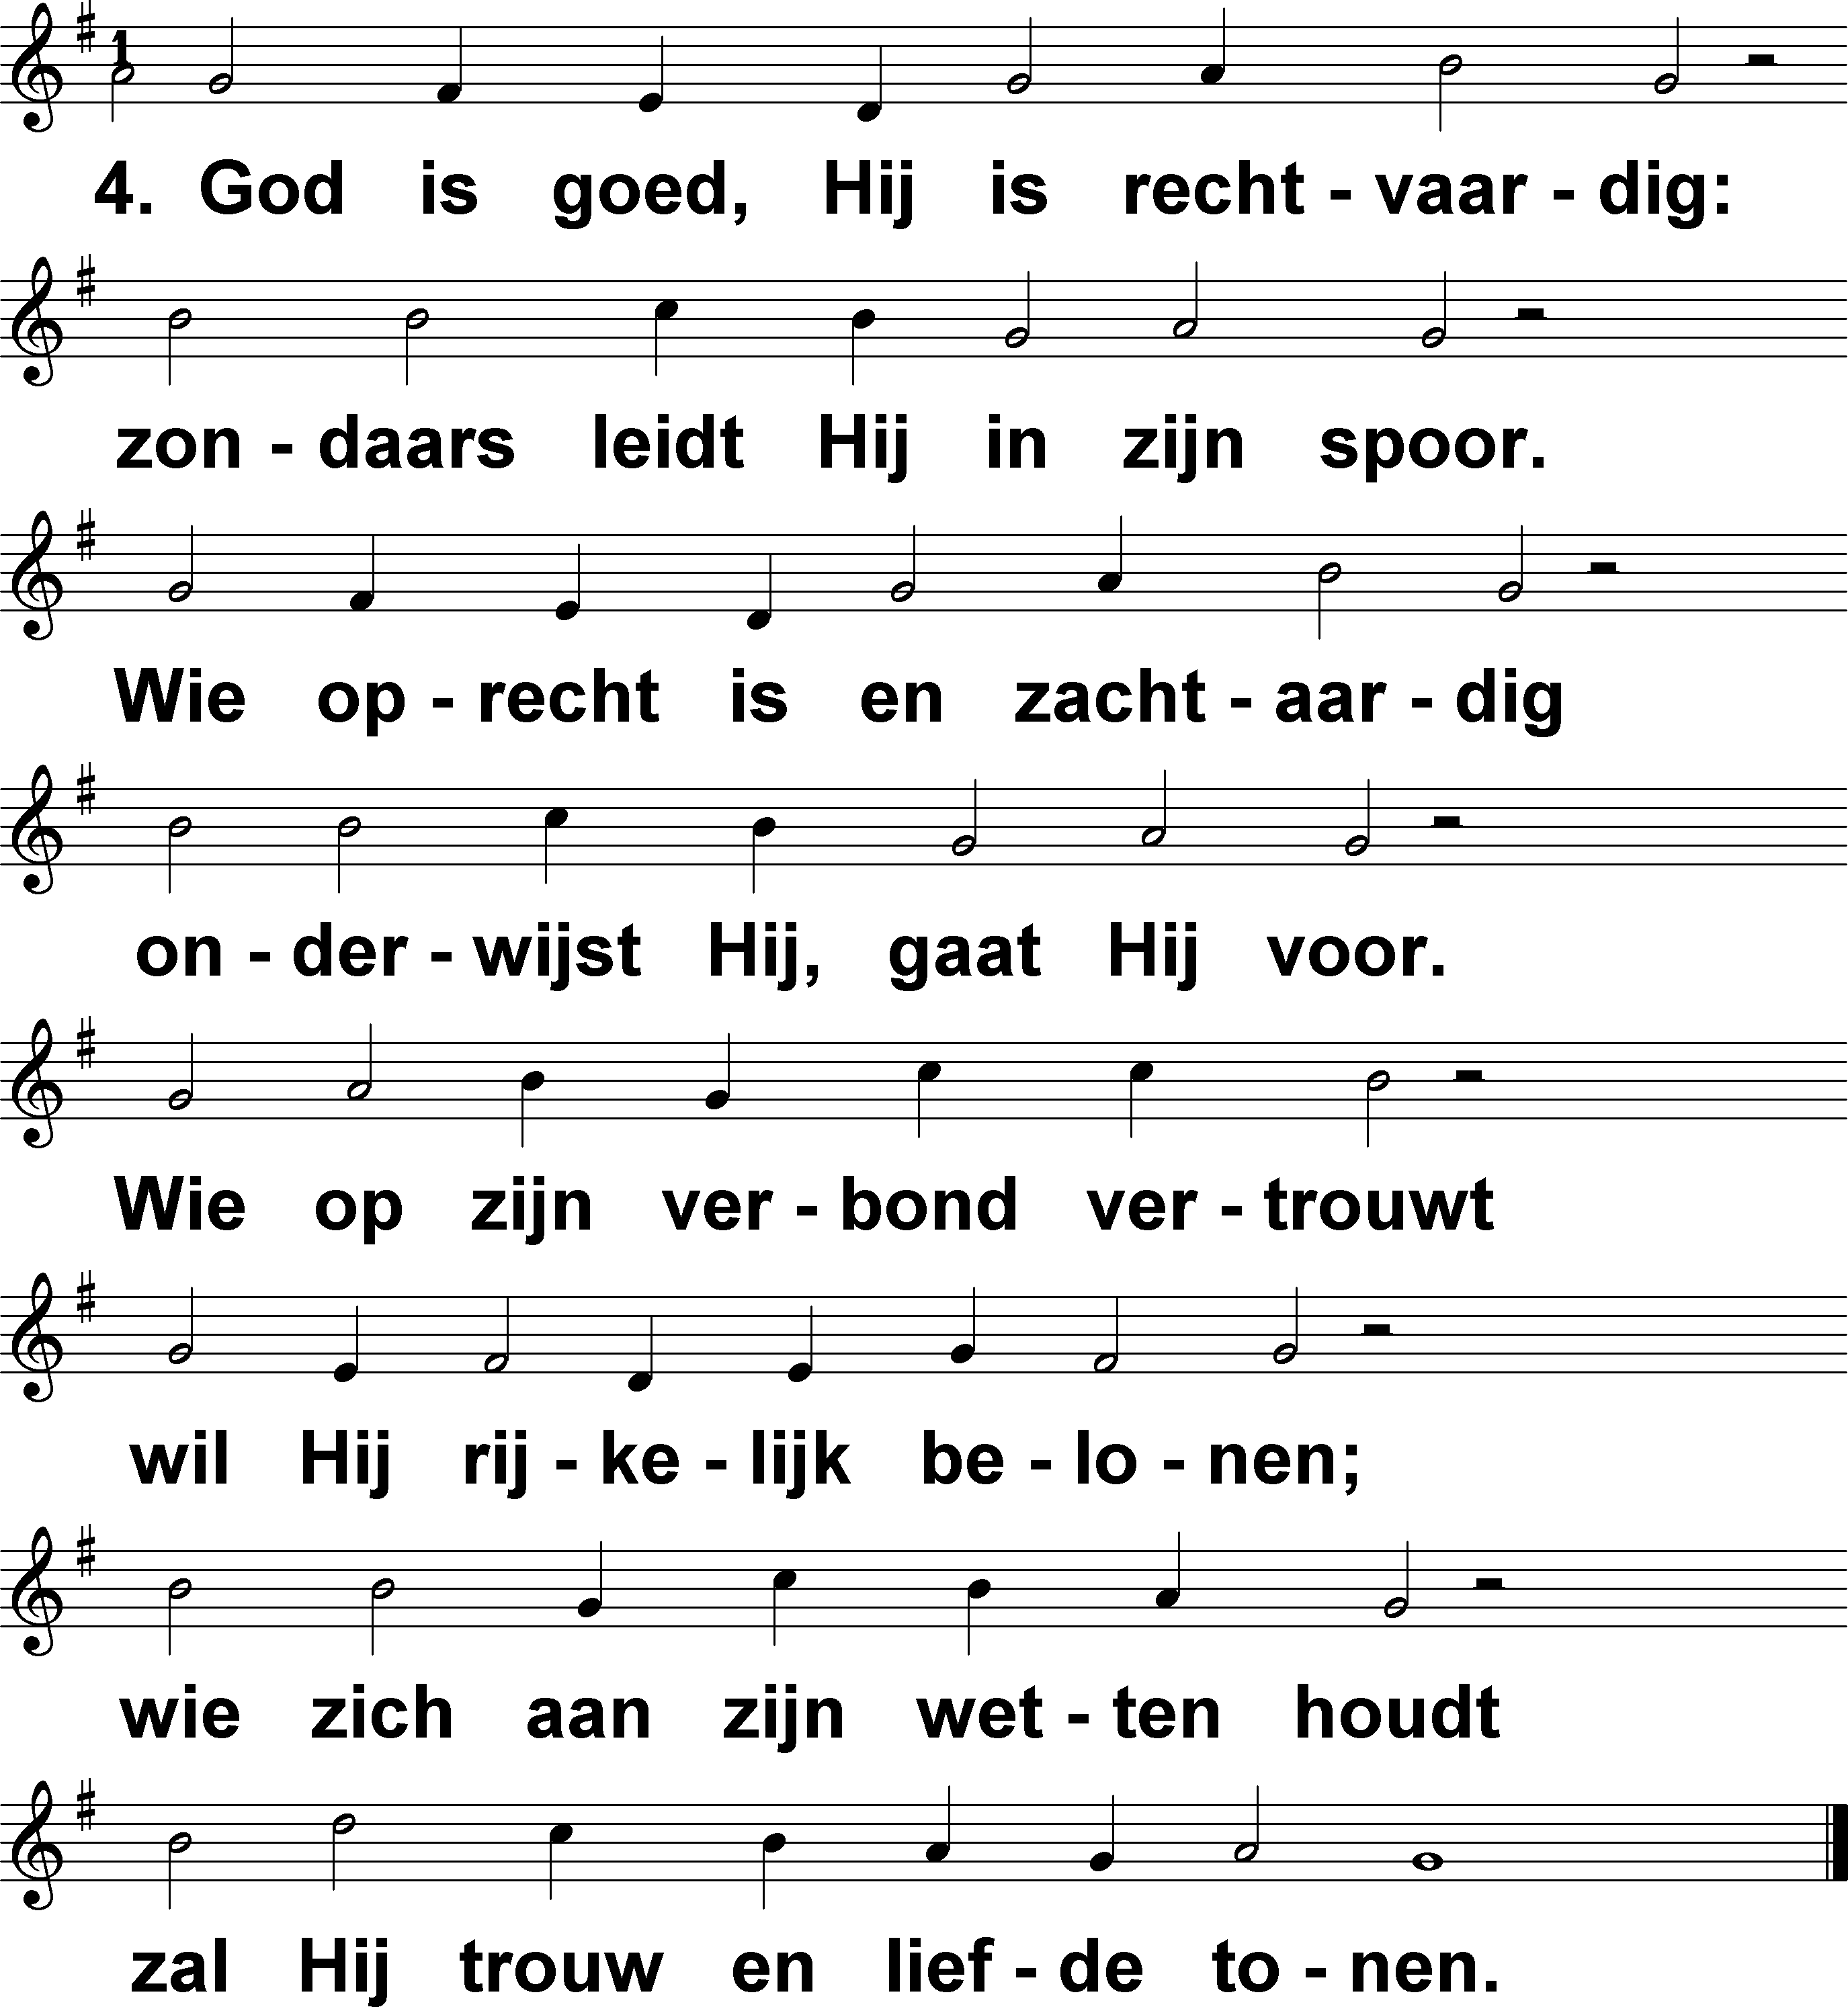 4. God is goed, Hij is recht - vaar - dig:
zon - daars leidt Hij in zijn spoor.
Wie op - recht is en zacht - aar - dig
on - der - wijst Hij, gaat Hij voor.
Wie op zijn ver - bond ver - trouwt
wil Hij rij - ke - lijk be - lo - nen;
wie zich aan zijn wet - ten houdt
zal Hij trouw en lief - de to - nen.